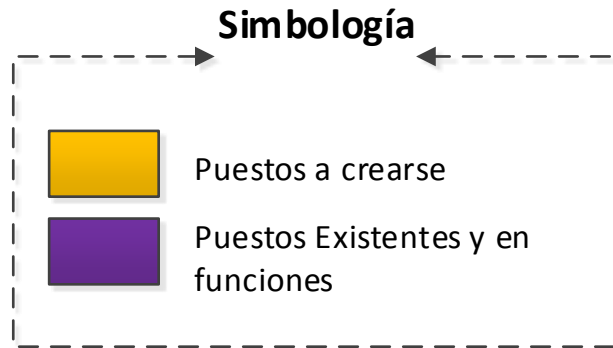 Simbología
Puestos a crearse
Puestos Existentes y en
funciones